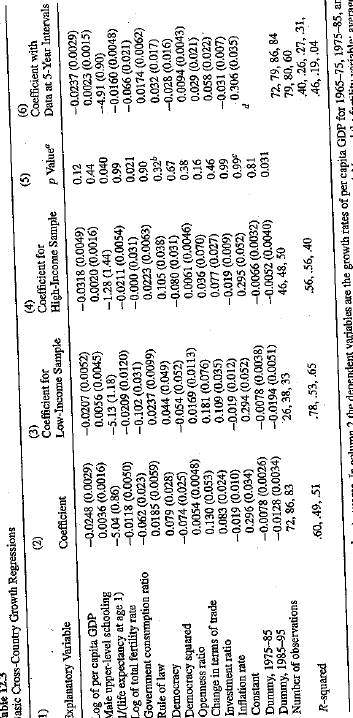 12.3
asic Cross-Country Growth Regressions
(2) (3) (4) (5) (6)
Coefficient for Coefficient for Coefficient with
Explanatory Variable Coefficient Low-Income Sample High-Income Sample p Valueᵃ Data at 5-Year Intervals
Log of per capita GDP −0.0248 (0.0029) −0.0207 (0.0052) −0.0318 (0.0049) 0.12 −0.0237 (0.0029)
Male upper-level schooling 0.0036 (0.0016) 0.0056 (0.0045) 0.0020 (0.0016) 0.44 0.0023 (0.0015)
1/(life expectancy at age 1) −5.04 (0.86) −5.13 (1.18) −1.28 (1.44) 0.040 −4.91 (0.90)
Log of total fertility rate −0.0118 (0.0050) −0.0209 (0.0120) −0.0211 (0.0054) 0.99 −0.0160 (0.0048)
Government consumption ratio −0.062 (0.023) −0.102 (0.031) −0.000 (0.031) 0.021 −0.066 (0.021)
Rule of law 0.0185 (0.0059) 0.0237 (0.0099) 0.0223 (0.0063) 0.90 0.0174 (0.0062)
Democracy 0.079 (0.028) 0.044 (0.049) 0.105 (0.038) 0.32ᵇ 0.032 (0.017)
Democracy squared −0.074 (0.025) −0.054 (0.052) −0.080 (0.031) 0.67 −0.028 (0.016)
Openness ratio 0.0054 (0.0048) 0.0169 (0.0113) 0.0061 (0.0046) 0.38 0.0094 (0.0043)
Change in terms of trade 0.130 (0.053) 0.181 (0.076) 0.036 (0.070) 0.16 0.029 (0.021)
Investment ratio 0.083 (0.024) 0.109 (0.035) 0.077 (0.027) 0.46 0.058 (0.022)
Inflation rate −0.019 (0.010) −0.019 (0.012) −0.019 (0.009) 0.99 −0.031 (0.007)
Constant 0.296 (0.034) 0.294 (0.052) 0.295 (0.052) 0.99ᶜ 0.306 (0.035)
Dummy, 1975–85 −0.0078 (0.0026) −0.0078 (0.0038) −0.0066 (0.0032) 0.81 ᵈ
Dummy, 1985–95 −0.0128 (0.0034) −0.0194 (0.0051) −0.0052 (0.0040) 0.031
Number of observations 72, 86, 83 26, 38, 33 46, 48, 50 72, 79, 86, 84
79, 80, 60
R-squared .60, .49, .51 .78, .53, .65 .56, .56, .40 .40, .26, .27, .31,
.46, .19, .04
In column 2 the dependent variables are the growth rates of per capita GDP for 1965–75, 1975–85, an